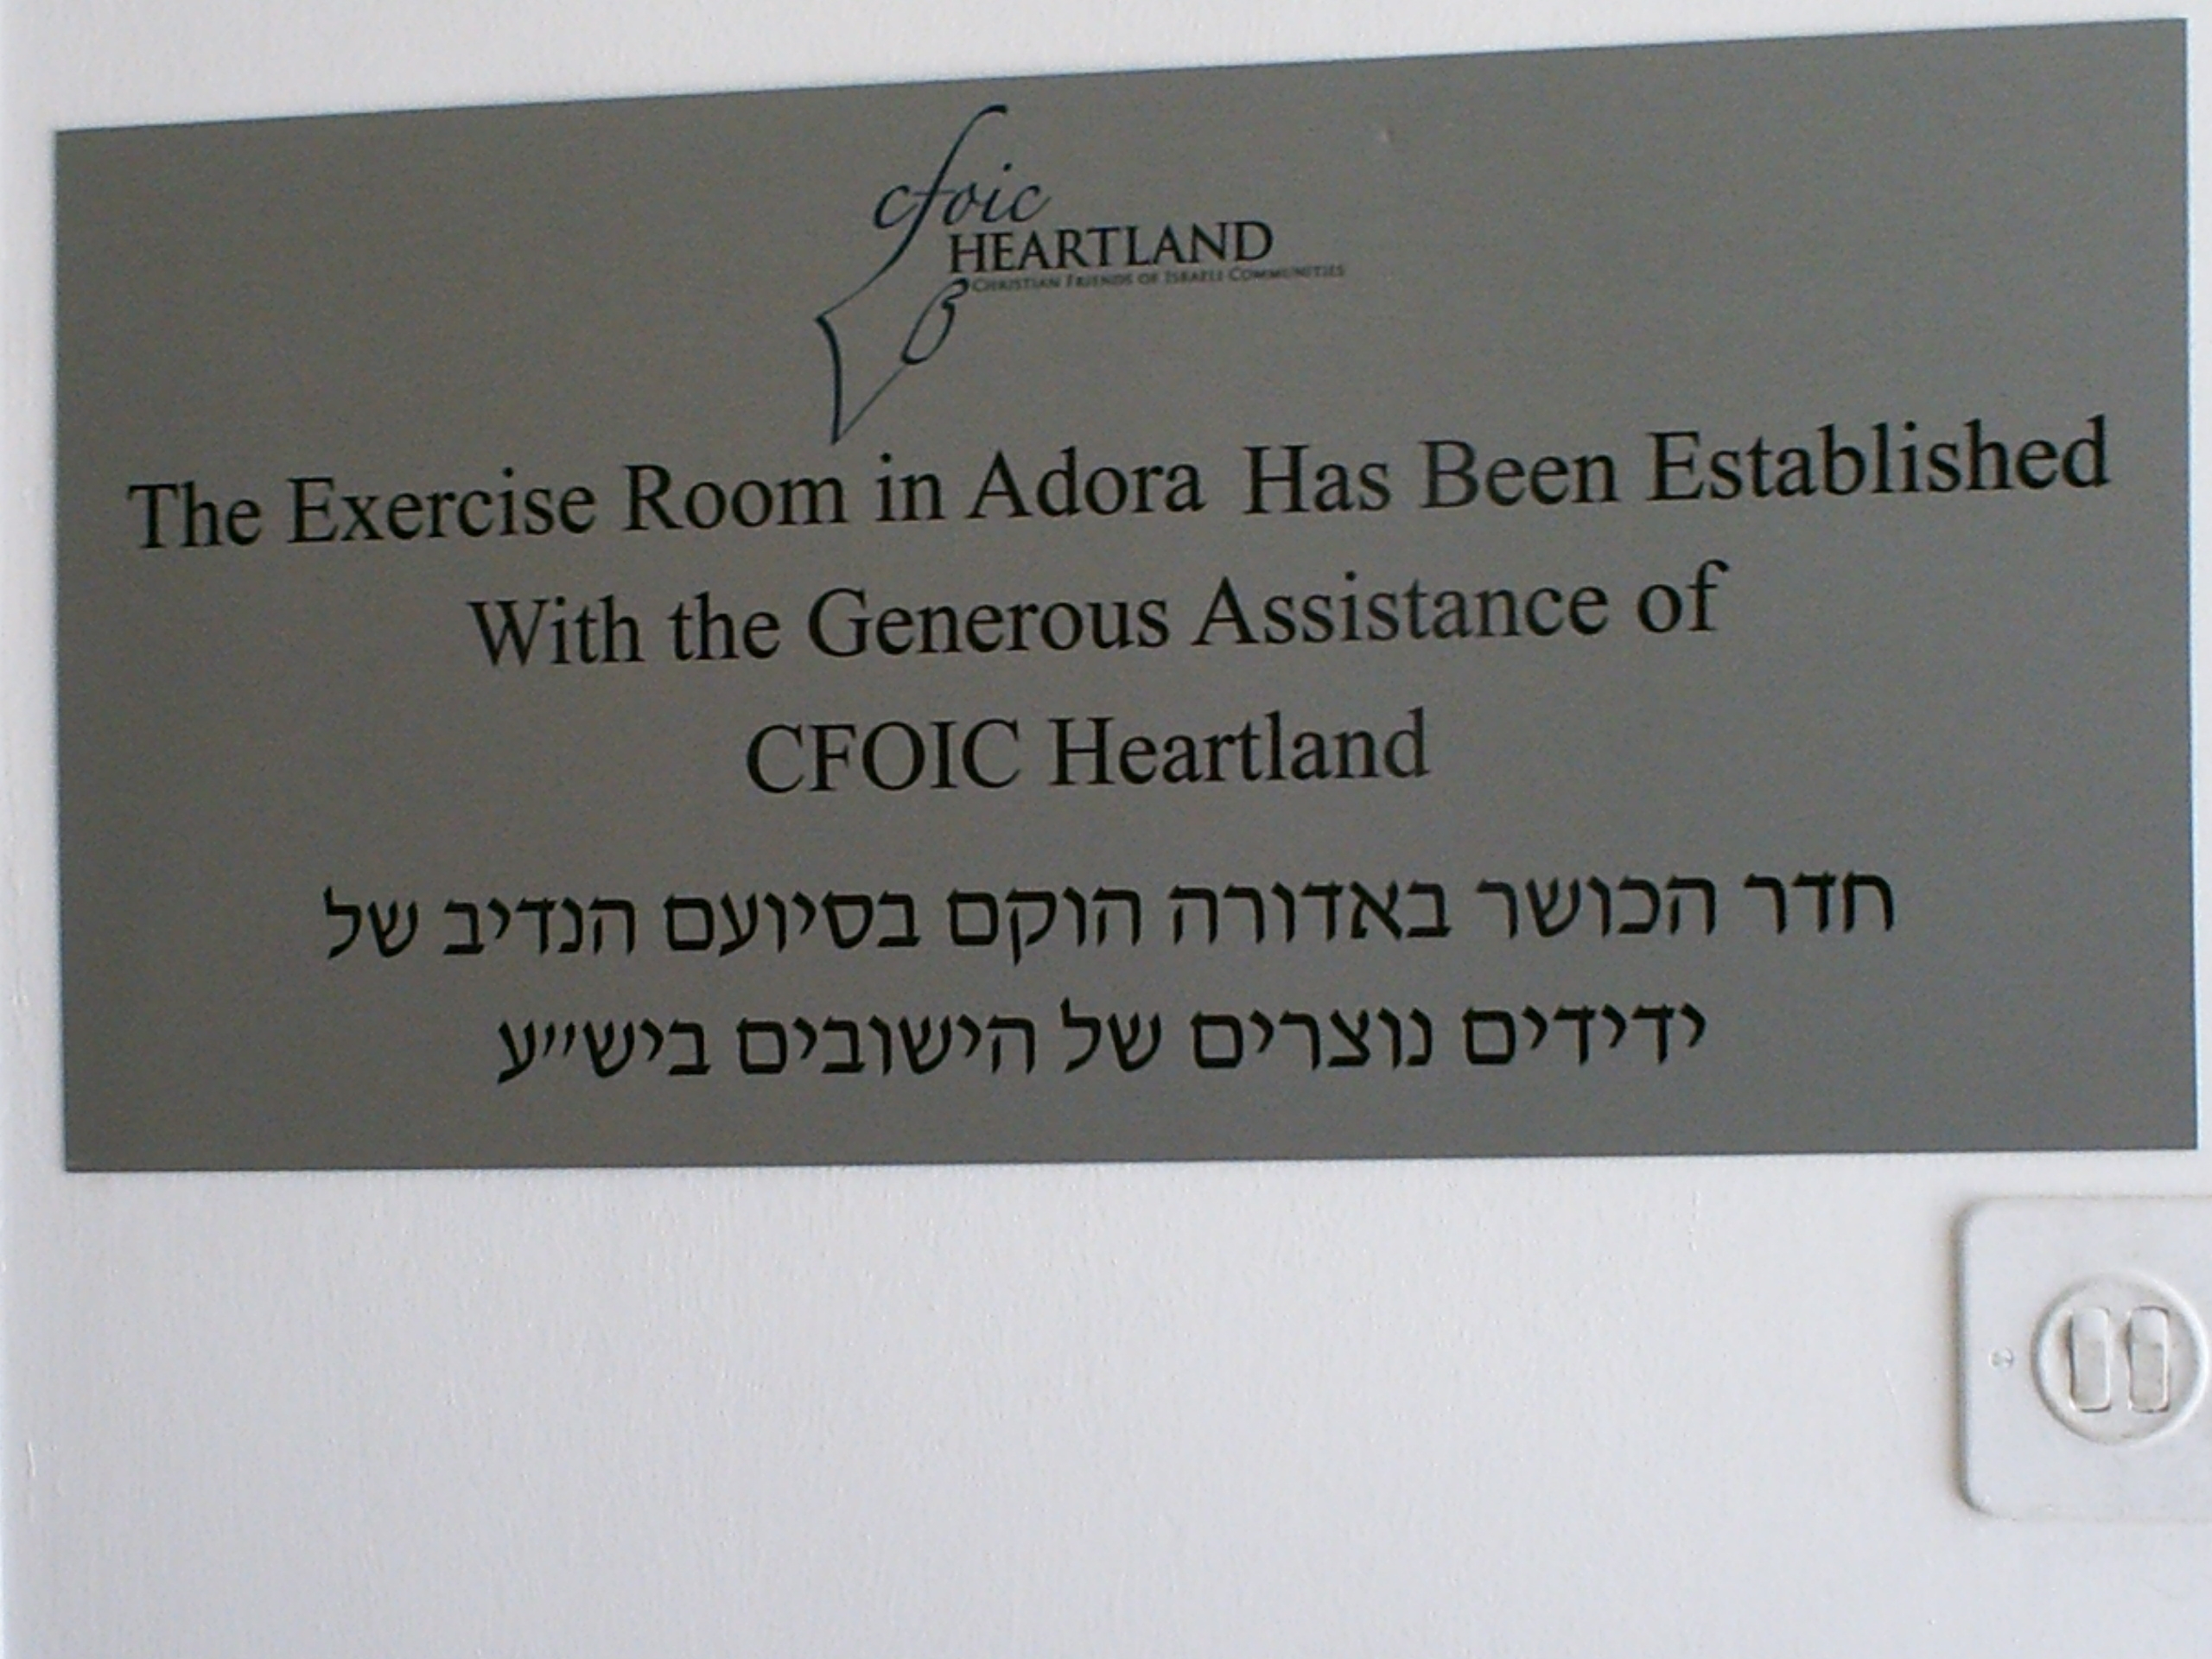 cfoic
HEARTLAND
CHRISTIAN FRIENDS OF ISRAELI COMMUNITIES
The Exercise Room in Adora Has Been Established
With the Generous Assistance of
CFOIC Heartland
חדר הכושר באדורה הוקם בסיועם הנדיב של
ידידים נוצרים של הישובים ביש״ע